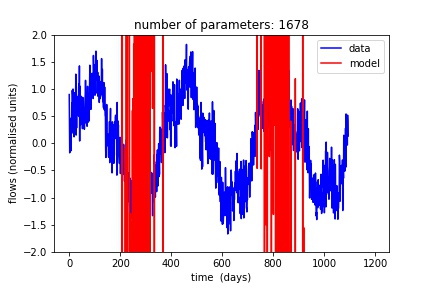 number of parameters: 1678
data
model
2.0
1.5
1.0
0.5
0.0
−0.5
−1.0
−1.5
−2.0
flows (normalised units)
0 200 400 600 800 1000 1200
time (days)